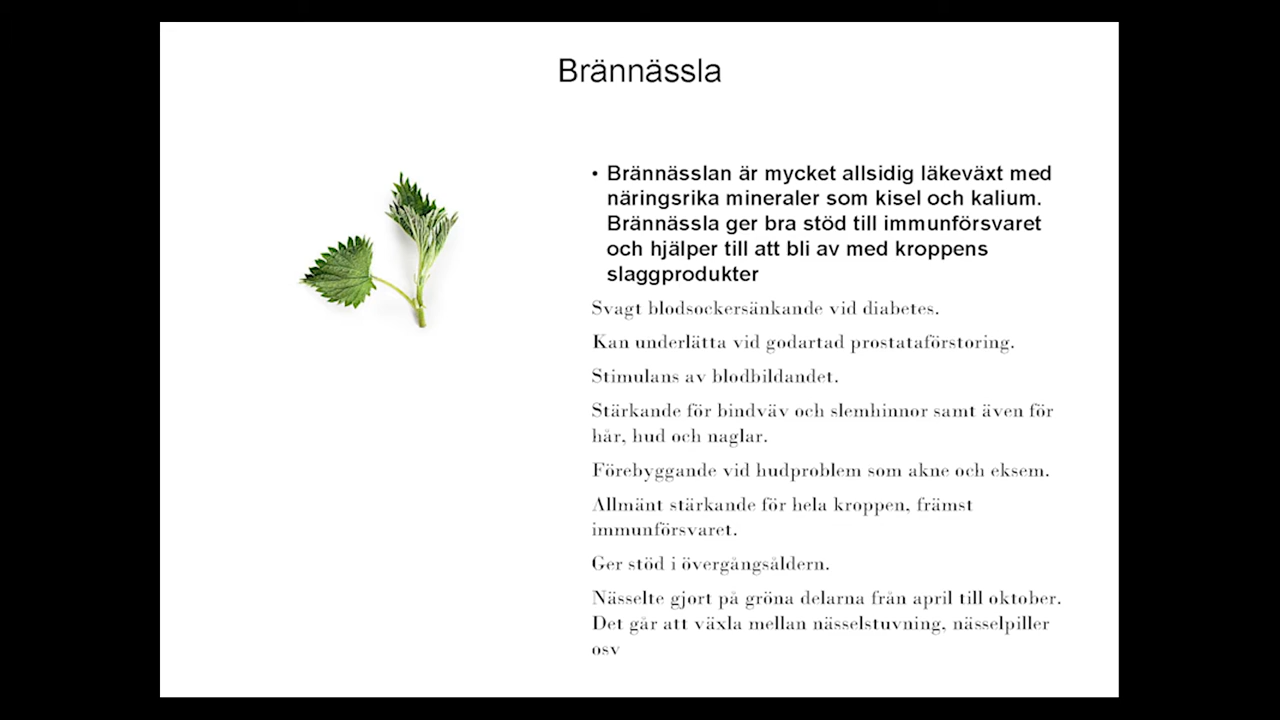 Brännässla
• Brännässlan är mycket allsidig läkeväxt med
näringsrika mineraler som kisel och kalium.
Brännässla ger bra stöd till immunförsvaret
och hjälper till att bli av med kroppens
slaggprodukter
Svagt blodsockersänkande vid diabetes.
Kan underlätta vid godartad prostataförstoring.
Stimulans av blodbildandet.
Stärkande för bindväv och slemhinnor samt även för
hår, hud och naglar.
Förebyggande vid hudproblem som akne och eksem.
Allmänt stärkande för hela kroppen, främst
immunförsvaret.
Ger stöd i övergångsåldern.
Nässelte gjort på gröna delarna från april till oktober.
Det går att växla mellan nässelstuvning, nässelpiller
osv